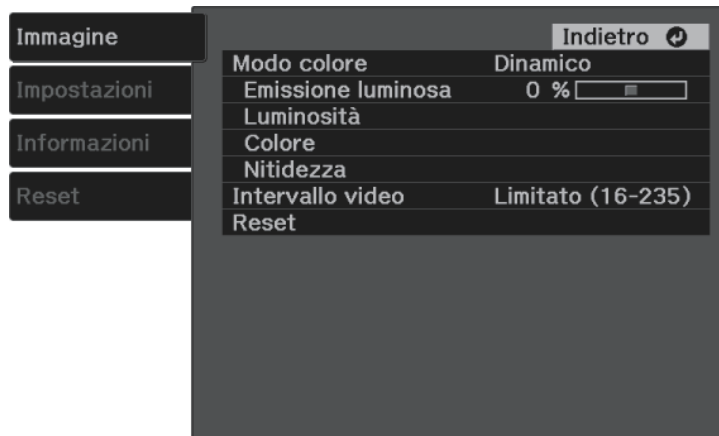 Immagine
Impostazioni
Informazioni
Reset
Indietro
Modo colore Dinamico
Emissione luminosa 0 %
Luminosità
Colore
Nitidezza
Intervallo video Limitato (16-235)
Reset